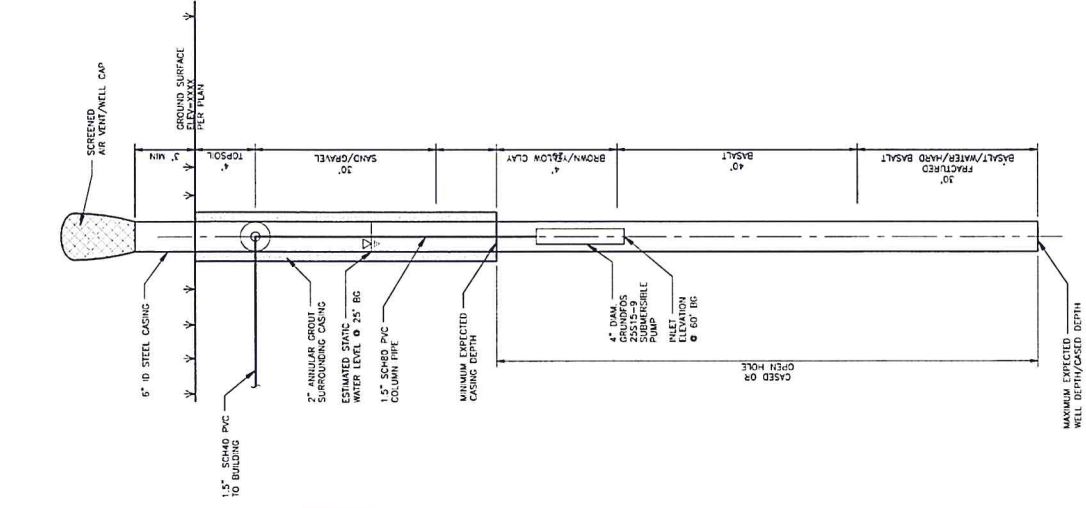 SCREENED
AIR VENT/WELL CAP
GROUND SURFACE
ELEV=XXXX
PER PLAN
3' MIN
4'
TOPSOIL
30'
SAND/GRAVEL
4'
BROWN/YELLOW CLAY
40'
BASALT
30'
FRACTURED
BASALT/WATER/HARD BASALT
6" ID STEEL CASING
1.5" SCH40 PVC
TO BUILDING
2" ANNULAR GROUT
SURROUNDING CASING
ESTIMATED STATIC
WATER LEVEL @ 25' BG
1.5" SCH80 PVC
COLUMN PIPE
MINIMUM EXPECTED
CASING DEPTH
4" DIAM.
GRUNDFOS
25S15-9
SUBMERSIBLE
PUMP
INLET
ELEVATION
@ 60' BG
CASED OR
OPEN HOLE
MAXIMUM EXPECTED
WELL DEPTH/CASED DEPTH